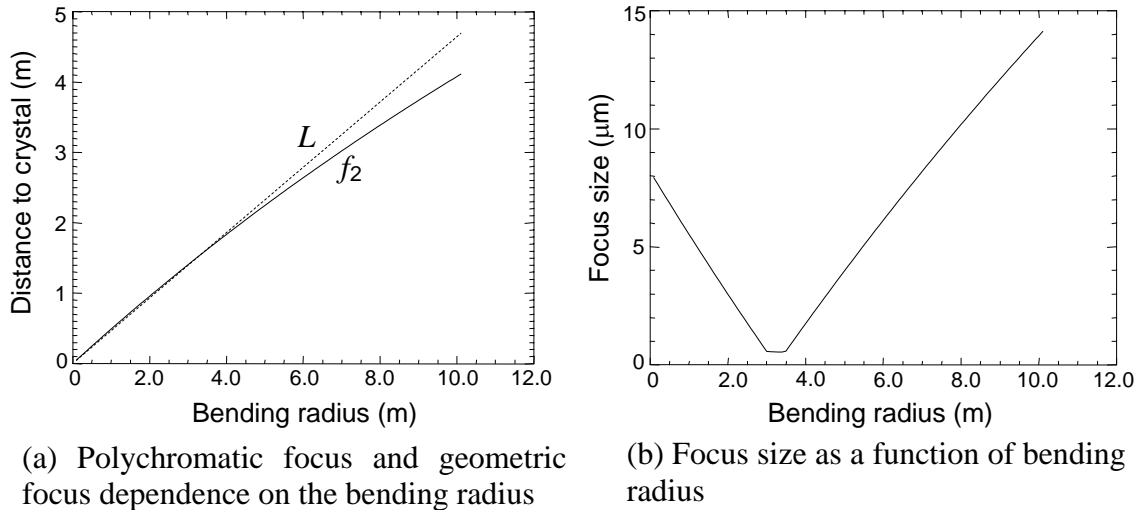 5
4
3
2
1
0
Distance to crystal (m)
L
f2
0 2.0 4.0 6.0 8.0 10.0 12.0
Bending radius (m)
(a) Polychromatic focus and geometric
focus dependence on the bending radius
15
10
5
0
Focus size (μm)
0 2.0 4.0 6.0 8.0 10.0 12.0
Bending radius (m)
(b) Focus size as a function of bending
radius